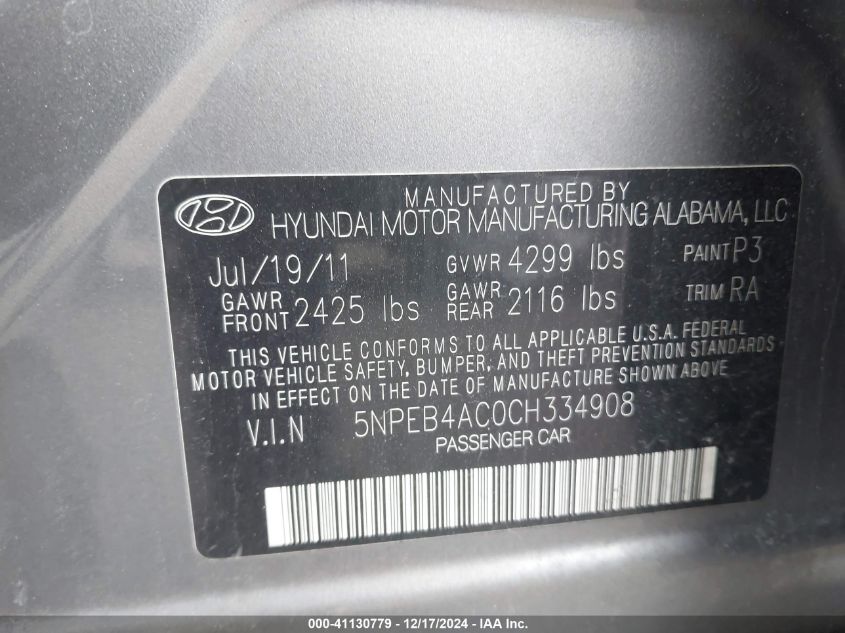 MANUFACTURED BY
HYUNDAI MOTOR MANUFACTURING ALABAMA, LLC
Jul/19/11 GVWR 4299 lbs PAINT P3
GAWR FRONT 2425 lbs GAWR REAR 2116 lbs TRIM RA
THIS VEHICLE CONFORMS TO ALL APPLICABLE U.S.A. FEDERAL
MOTOR VEHICLE SAFETY, BUMPER, AND THEFT PREVENTION STANDARDS
IN EFFECT ON THE DATE OF MANUFACTURE SHOWN ABOVE.
V.I.N 5NPEB4AC0CH334908
PASSENGER CAR
000-41130779 - 12/17/2024 - IAA Inc.